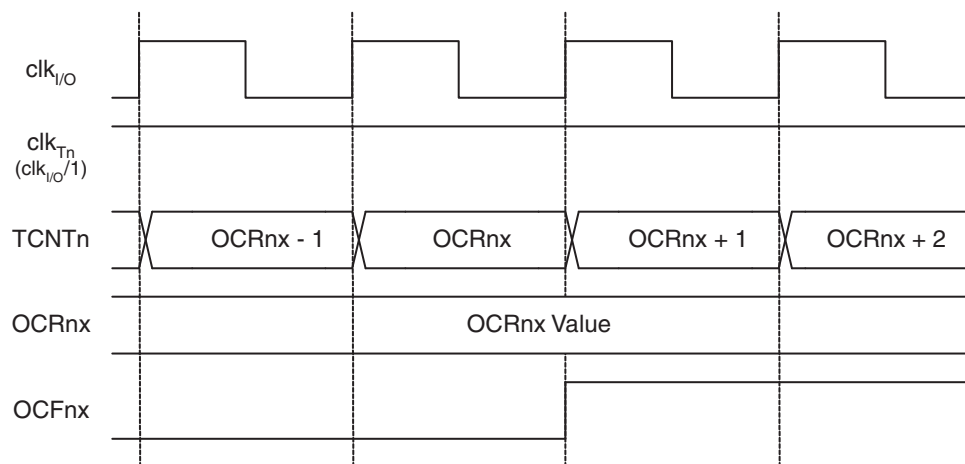 clkI/O
clkTn
(clkI/O/1)
TCNTn OCRnx - 1 OCRnx OCRnx + 1 OCRnx + 2
OCRnx OCRnx Value
OCFnx